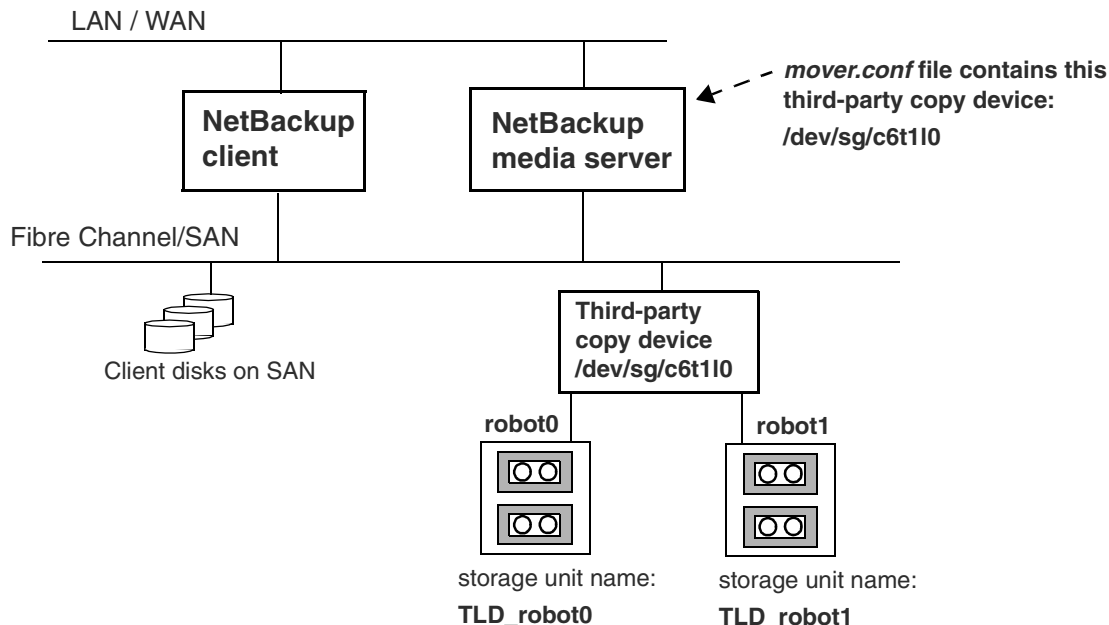 LAN / WAN
mover.conf file contains this
third-party copy device:
/dev/sg/c6t1l0
NetBackup
client
NetBackup
media server
Fibre Channel/SAN
Client disks on SAN
Third-party
copy device
/dev/sg/c6t1l0
robot0
robot1
storage unit name:
TLD_robot0
storage unit name:
TLD_robot1